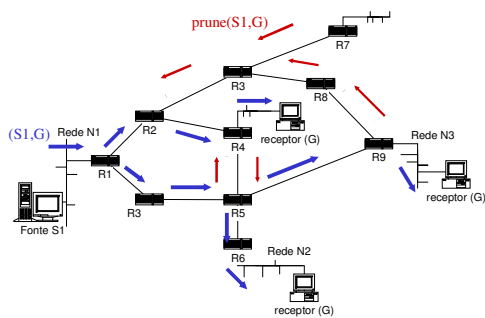 prune(S1,G)
R7
R3
R8
(S1,G)
Rede N1
R2
R4
receptor (G)
R9
Rede N3
R1
R3
R5
receptor (G)
Fonte S1
R6
Rede N2
receptor (G)